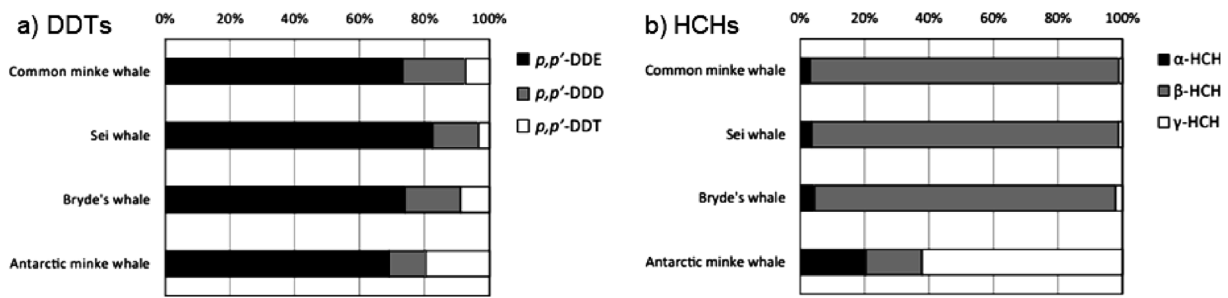 a) DDTs
0% 20% 40% 60% 80% 100%
Common minke whale
Sei whale
Bryde's whale
Antarctic minke whale
p,p′-DDE
p,p′-DDD
p,p′-DDT
b) HCHs
0% 20% 40% 60% 80% 100%
Common minke whale
Sei whale
Bryde's whale
Antarctic minke whale
α-HCH
β-HCH
γ-HCH